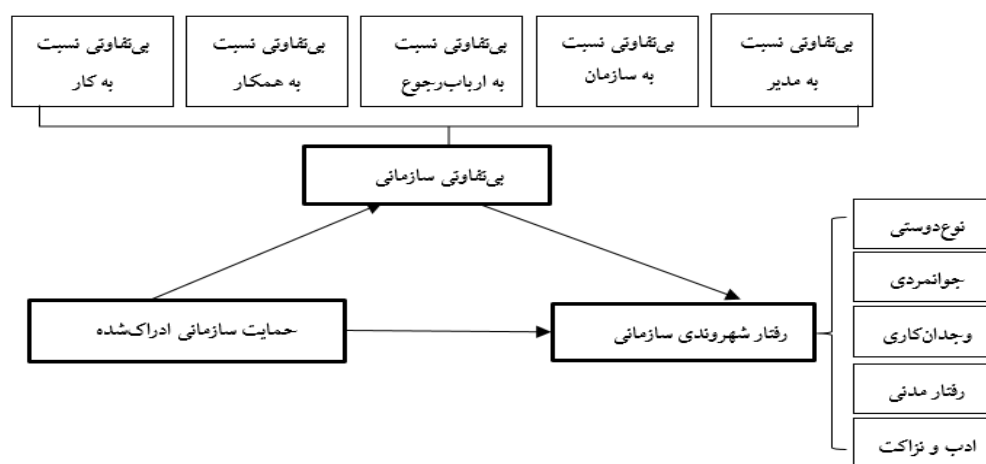 بی‌تفاوتی نسبت
به مدیر
بی‌تفاوتی نسبت
به سازمان
بی‌تفاوتی نسبت
به ارباب‌رجوع
بی‌تفاوتی نسبت
به همکار
بی‌تفاوتی نسبت
به کار
بی‌تفاوتی سازمانی
حمایت سازمانی ادراک‌شده
رفتار شهروندی سازمانی
نوع‌دوستی
جوانمردی
وجدان‌کاری
رفتار مدنی
ادب و نزاکت